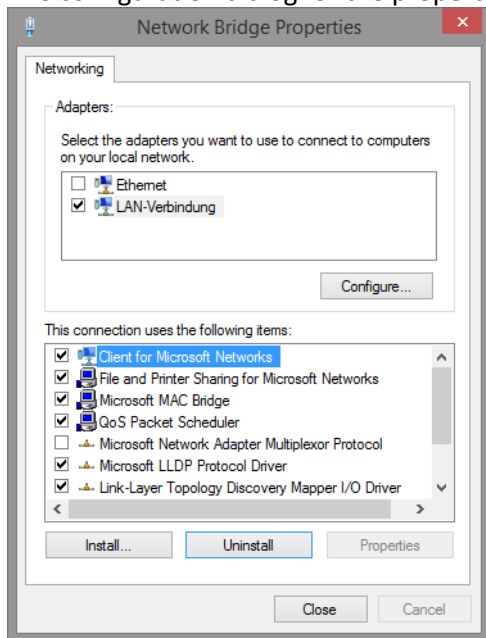 Network Bridge Properties
Networking
Adapters:
Select the adapters you want to use to connect to computers
on your local network.
Ethernet
LAN-Verbindung
Configure...
This connection uses the following items:
Client for Microsoft Networks
File and Printer Sharing for Microsoft Networks
Microsoft MAC Bridge
QoS Packet Scheduler
Microsoft Network Adapter Multiplexor Protocol
Microsoft LLDP Protocol Driver
Link-Layer Topology Discovery Mapper I/O Driver
Install... Uninstall Properties
Close Cancel